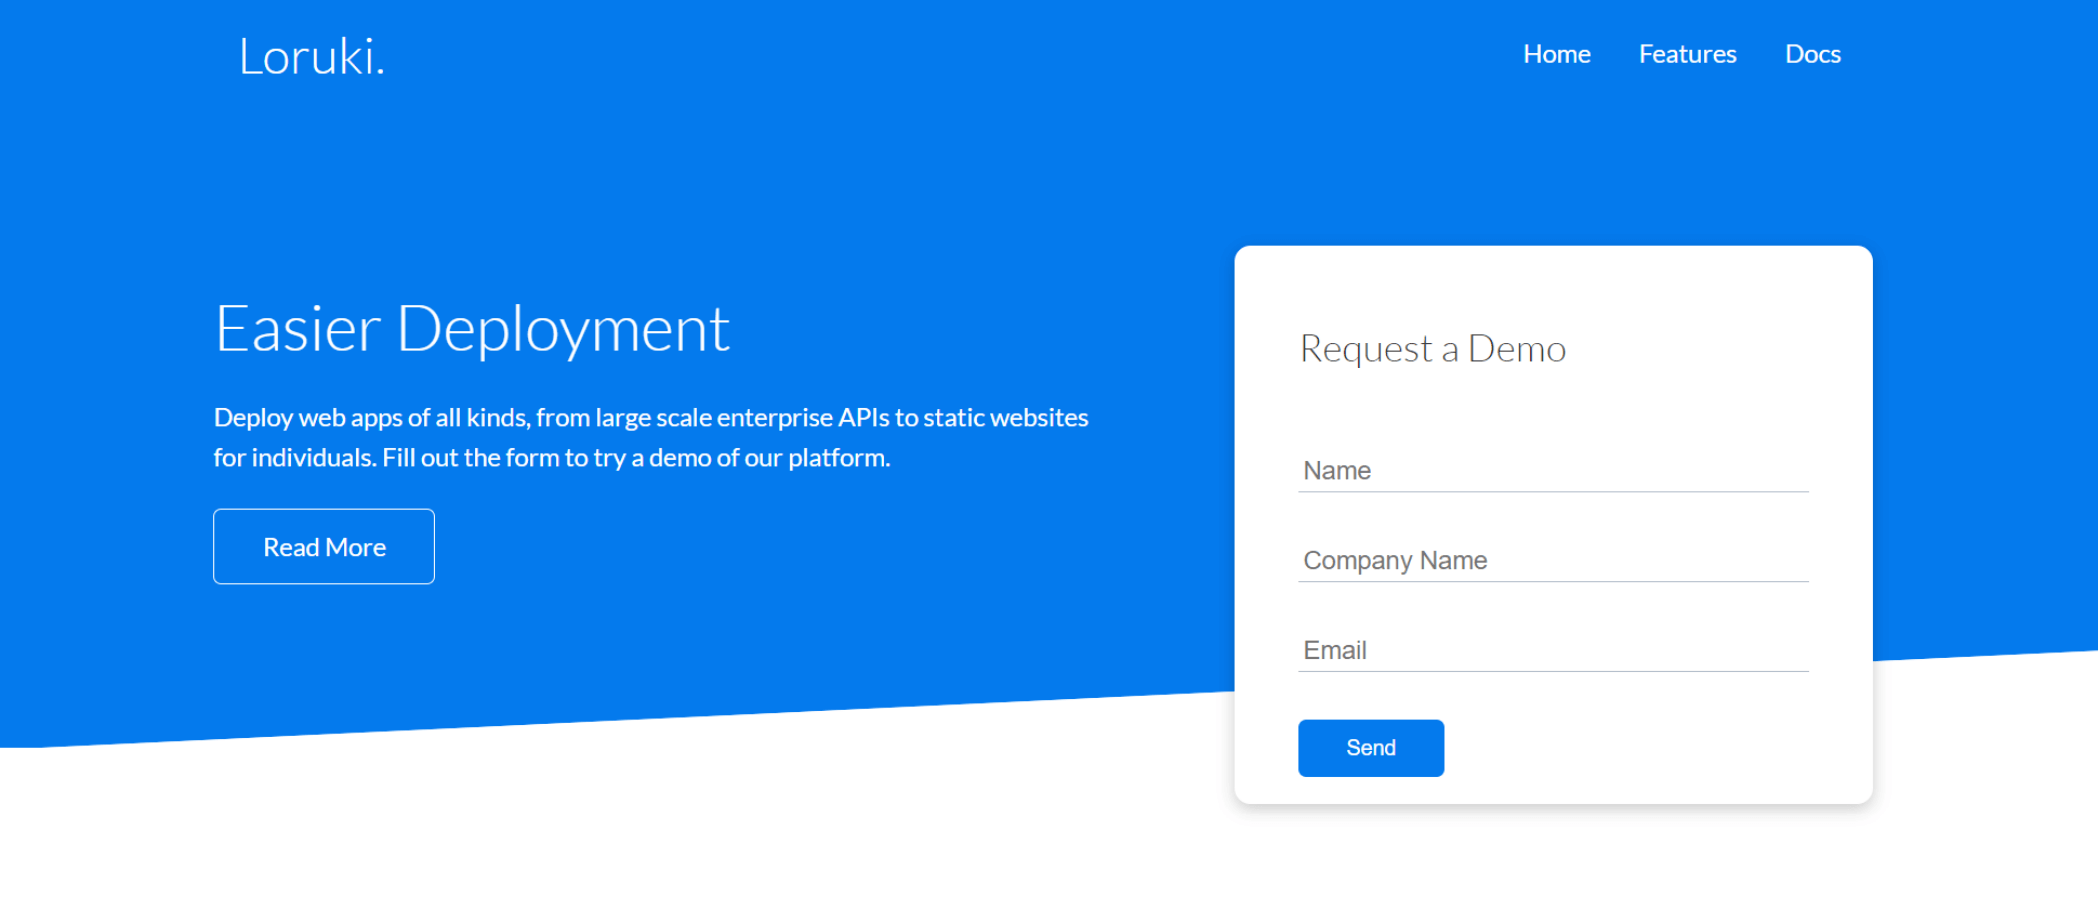 Loruki.
Home Features Docs
Easier Deployment
Deploy web apps of all kinds, from large scale enterprise APIs to static websites
for individuals. Fill out the form to try a demo of our platform.
Read More
Request a Demo
Name
Company Name
Email
Send